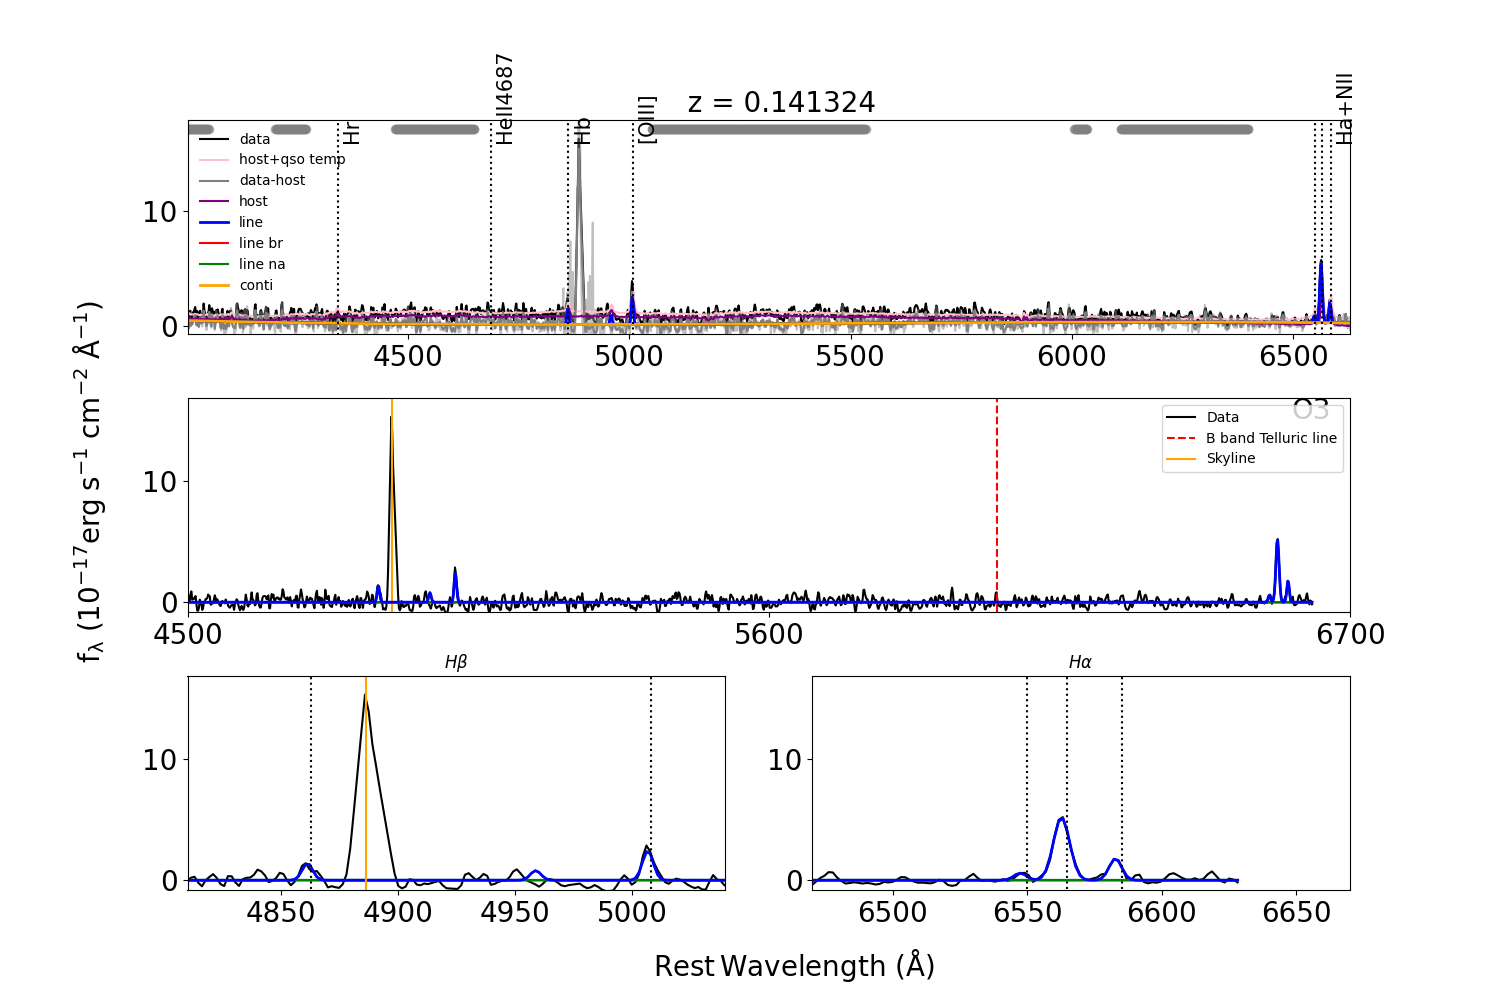 z = 0.141324
Hr
HeII4687
Hb
[OIII]
Ha+NII
data
host+qso temp
data-host
host
line
line br
line na
conti
10
0
4500
5000
5500
6000
6500
O3
Data
B band Telluric line
Skyline
10
0
4500
5600
6700
fλ (10⁻¹⁷erg s⁻¹ cm⁻² Å⁻¹)
Hβ
10
0
4850
4900
4950
5000
Hα
10
0
6500
6550
6600
6650
Rest Wavelength (Å)